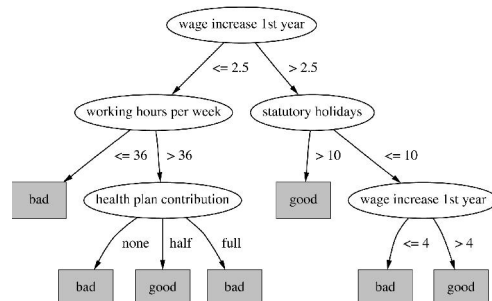 wage increase 1st year
<= 2.5 > 2.5
working hours per week statutory holidays
<= 36 > 36 > 10 <= 10
bad health plan contribution good wage increase 1st year
none half full <= 4 > 4
bad good bad bad good